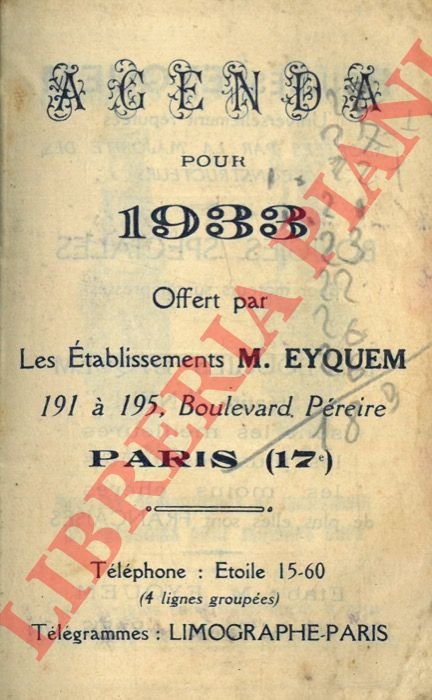 AGENDA
POUR
1933
Offert par
Les Établissements M. EYQUEM
191 à 195, Boulevard Péreire
PARIS (17e)
Téléphone : Etoile 15-60
(4 lignes groupées)
Télégrammes : LIMOGRAPHE-PARIS
LIBRERIA PIANI